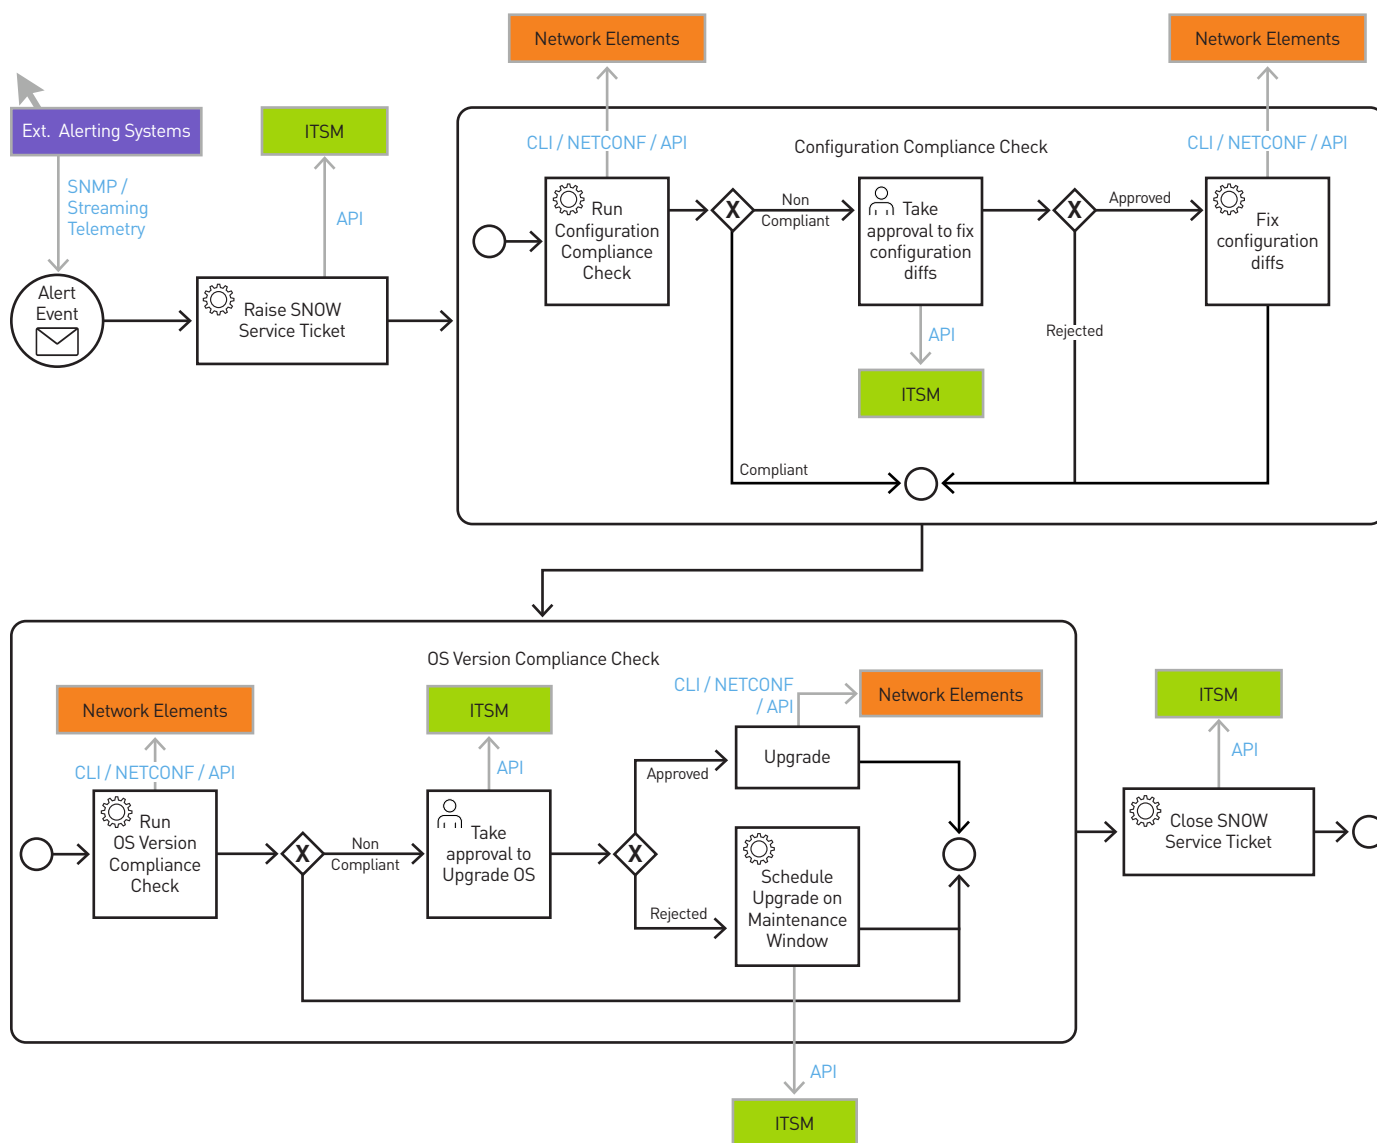 Network Elements
Network Elements
Ext. Alerting Systems
ITSM
CLI / NETCONF / API
Configuration Compliance Check
CLI / NETCONF / API
SNMP /
Streaming
Telemetry
API
Run
Configuration
Compliance
Check
X
Non
Compliant
Take
approval to fix
configuration
diffs
X
Approved
Fix
configuration
diffs
Alert
Event
Raise SNOW
Service Ticket
API
Rejected
ITSM
Compliant
OS Version Compliance Check
Network Elements
ITSM
CLI / NETCONF
/ API
Network Elements
ITSM
CLI / NETCONF / API
API
Approved
Upgrade
API
Run
OS Version
Compliance
Check
X
Non
Compliant
Take
approval to
Upgrade OS
X
Rejected
Schedule
Upgrade on
Maintenance
Window
Close SNOW
Service Ticket
API
ITSM